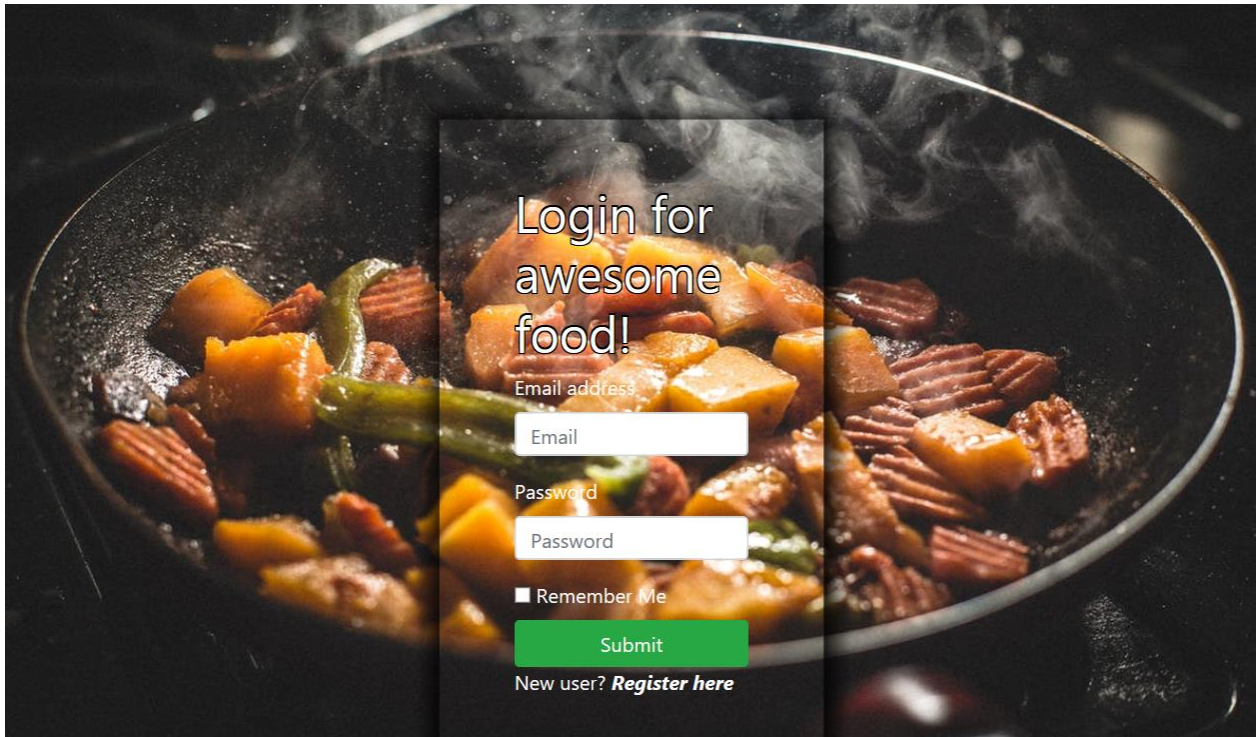 Login for
awesome
food!
Email address
Email
Password
Password
Remember Me
Submit
New user? Register here